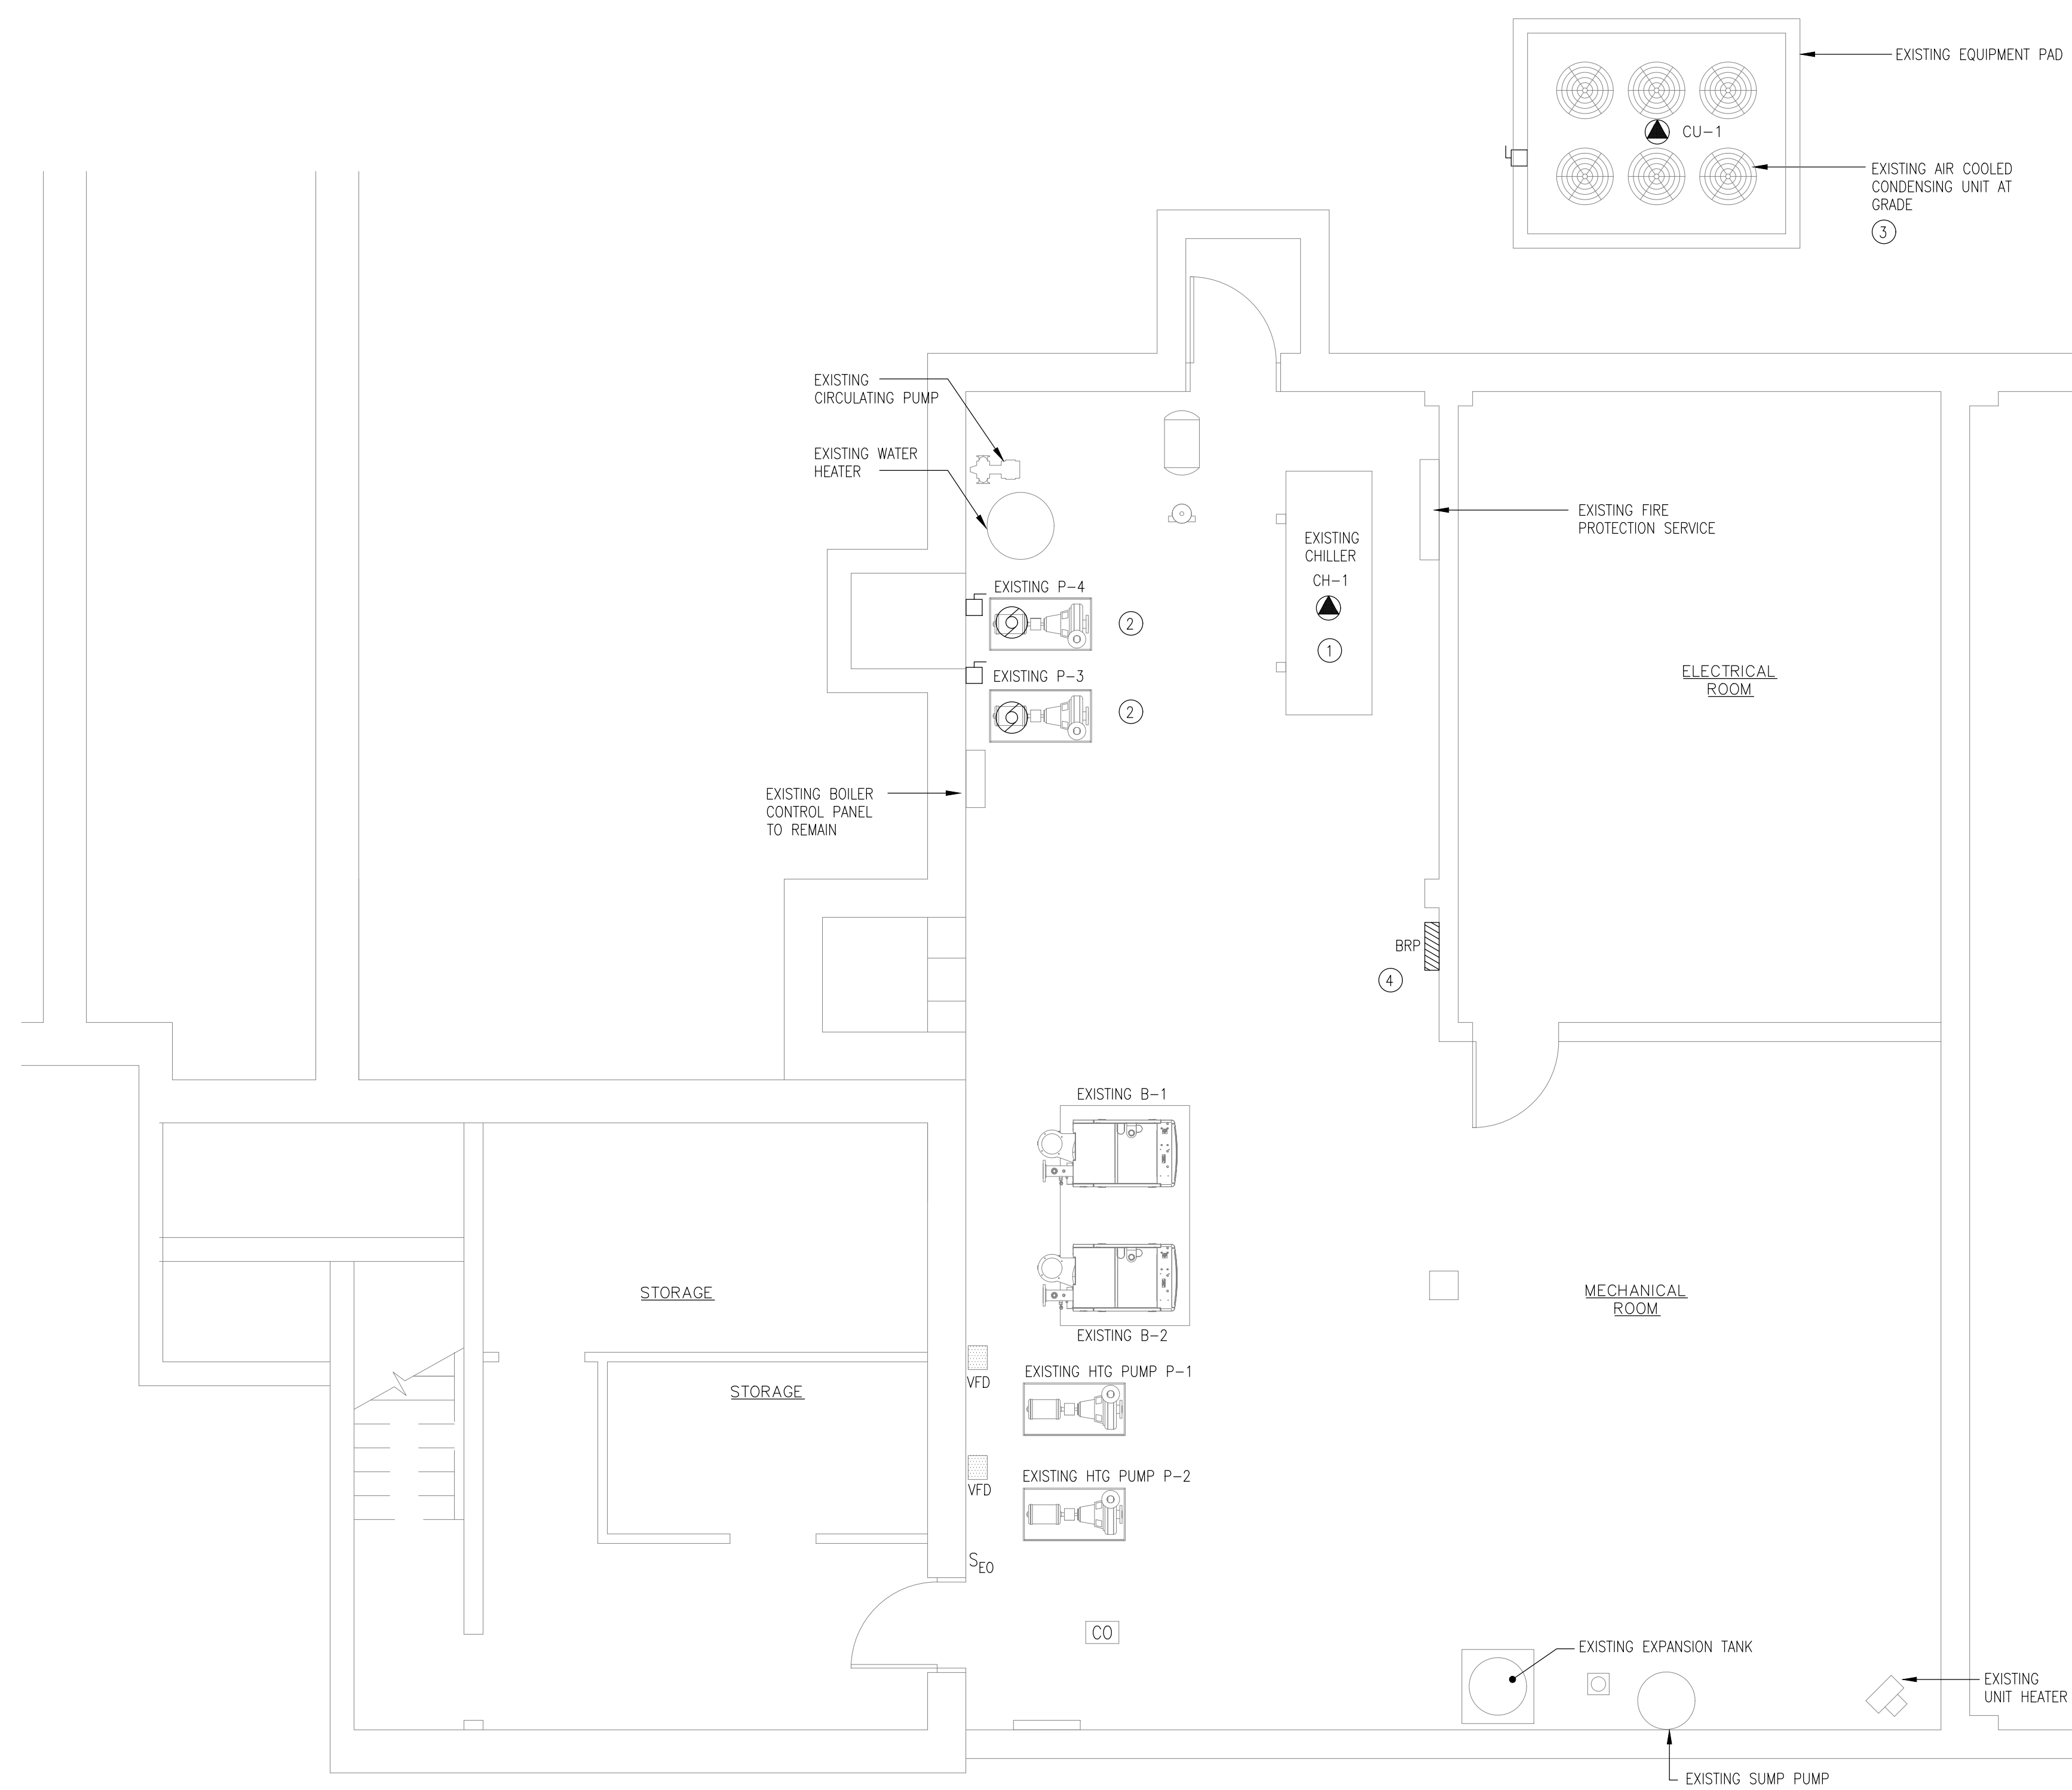 EXISTING EQUIPMENT PAD
CU-1
EXISTING AIR COOLED
CONDENSING UNIT AT
GRADE
3
EXISTING
CIRCULATING PUMP
EXISTING WATER
HEATER
EXISTING FIRE
PROTECTION SERVICE
EXISTING
CHILLER
CH-1
1
EXISTING P-4
2
EXISTING P-3
2
ELECTRICAL
ROOM
EXISTING BOILER
CONTROL PANEL
TO REMAIN
BRP
4
EXISTING B-1
STORAGE
MECHANICAL
ROOM
EXISTING B-2
EXISTING HTG PUMP P-1
VFD
STORAGE
EXISTING HTG PUMP P-2
VFD
SEO
CO
EXISTING EXPANSION TANK
EXISTING
UNIT HEATER
EXISTING SUMP PUMP